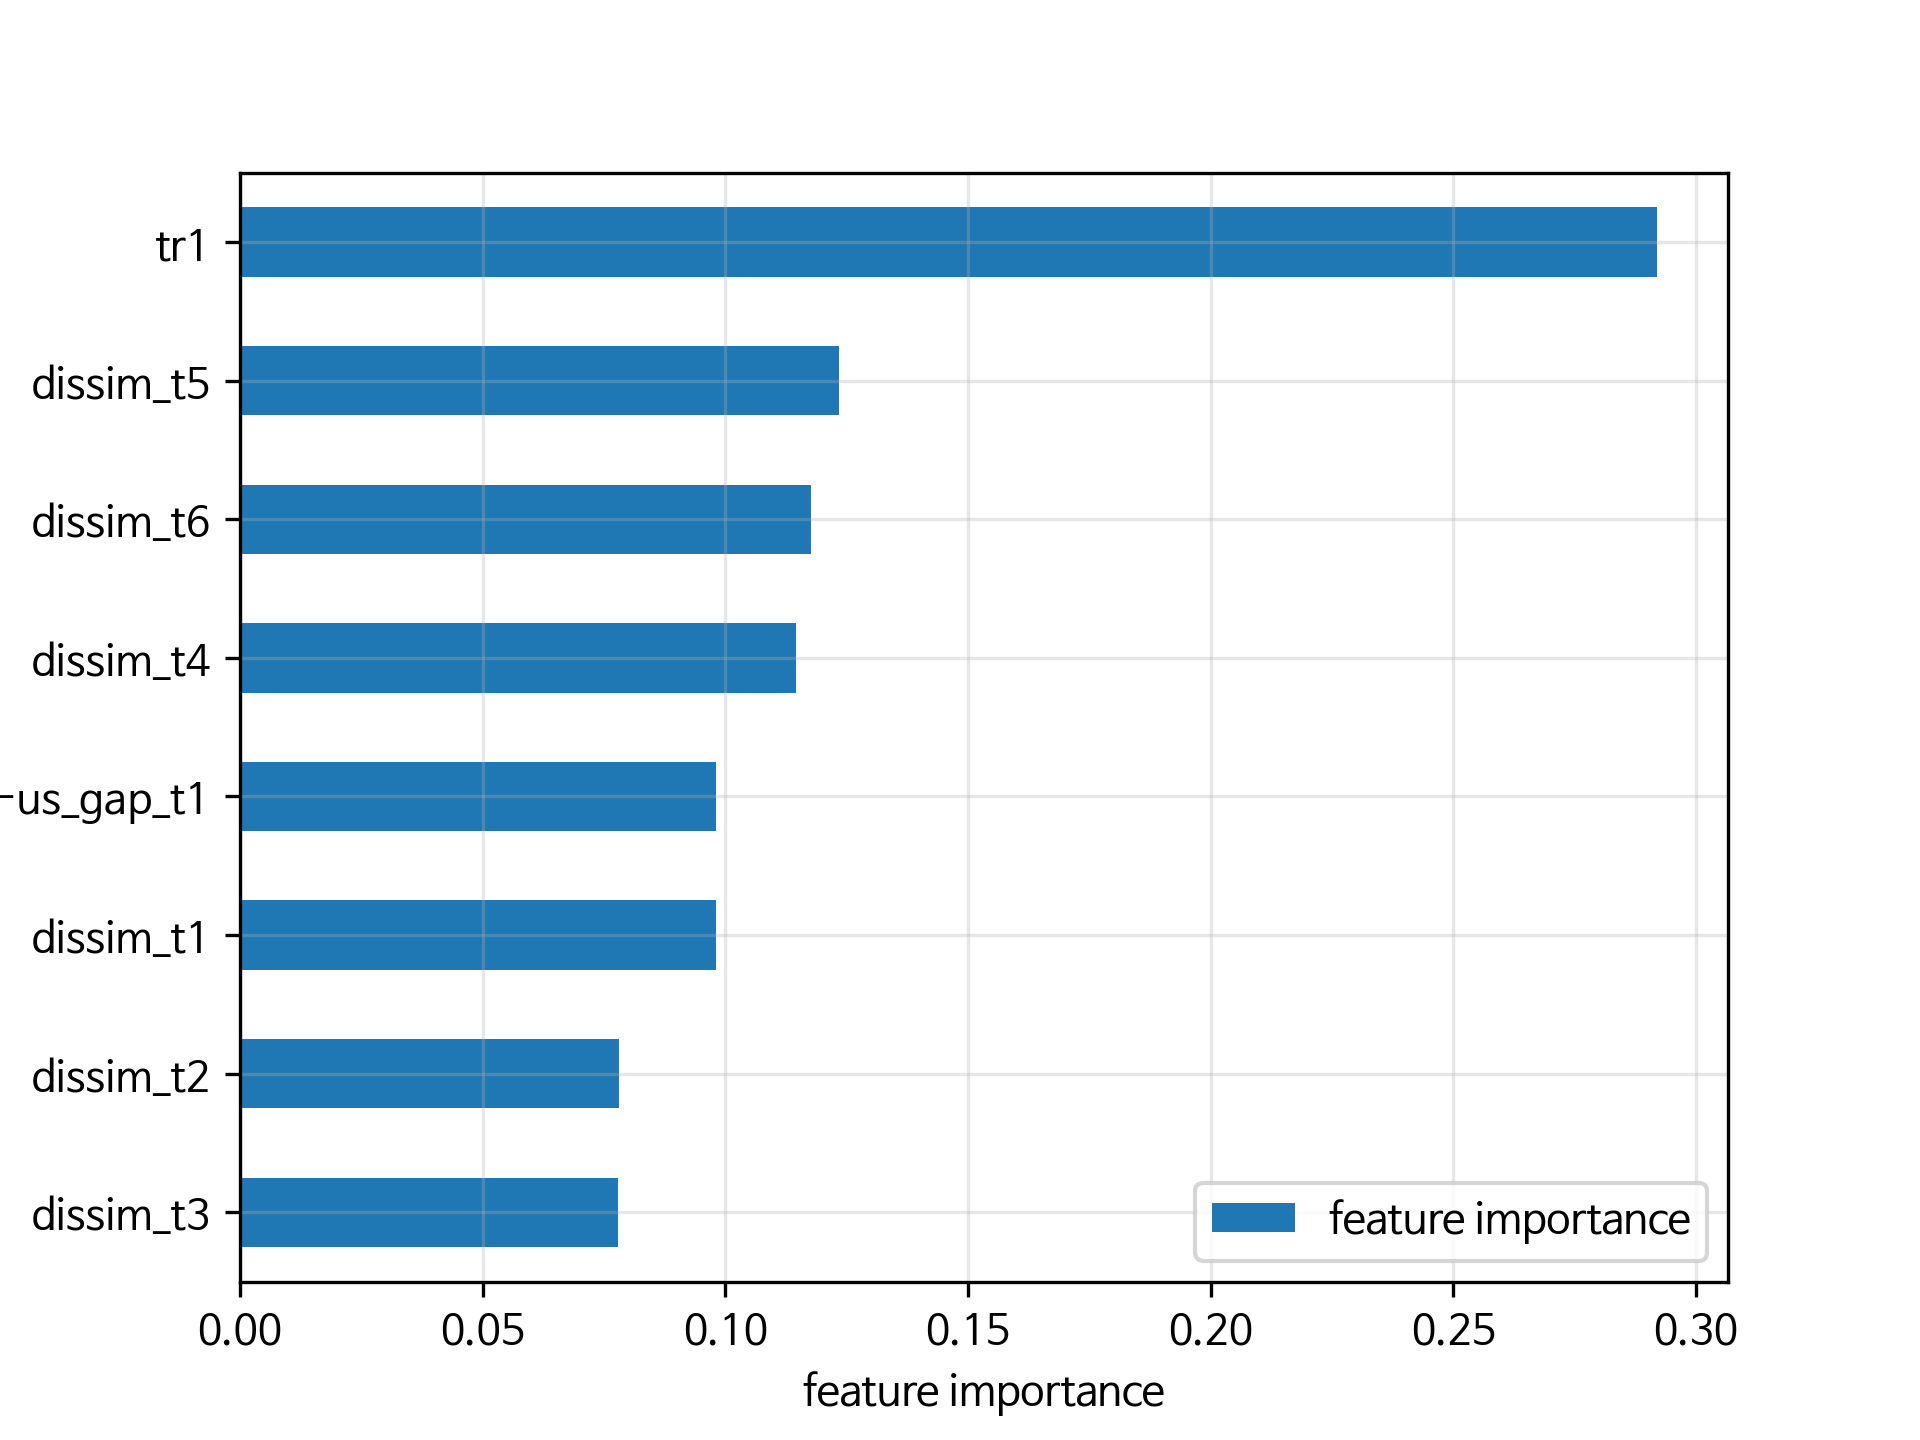 tr1
dissim_t5
dissim_t6
dissim_t4
-us_gap_t1
dissim_t1
dissim_t2
dissim_t3
feature importance
0.00 0.05 0.10 0.15 0.20 0.25 0.30
feature importance